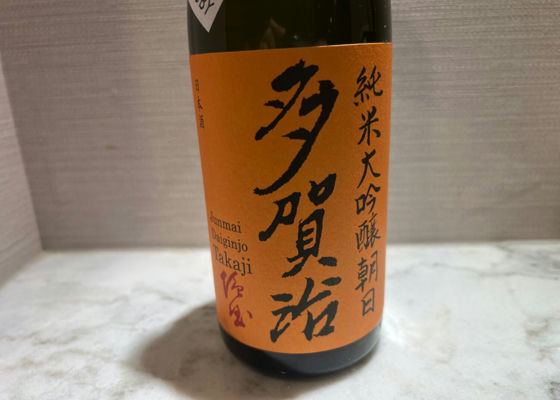 純米大吟醸朝日
多賀治
日本酒
Junmai
Daiginjo
Takaji